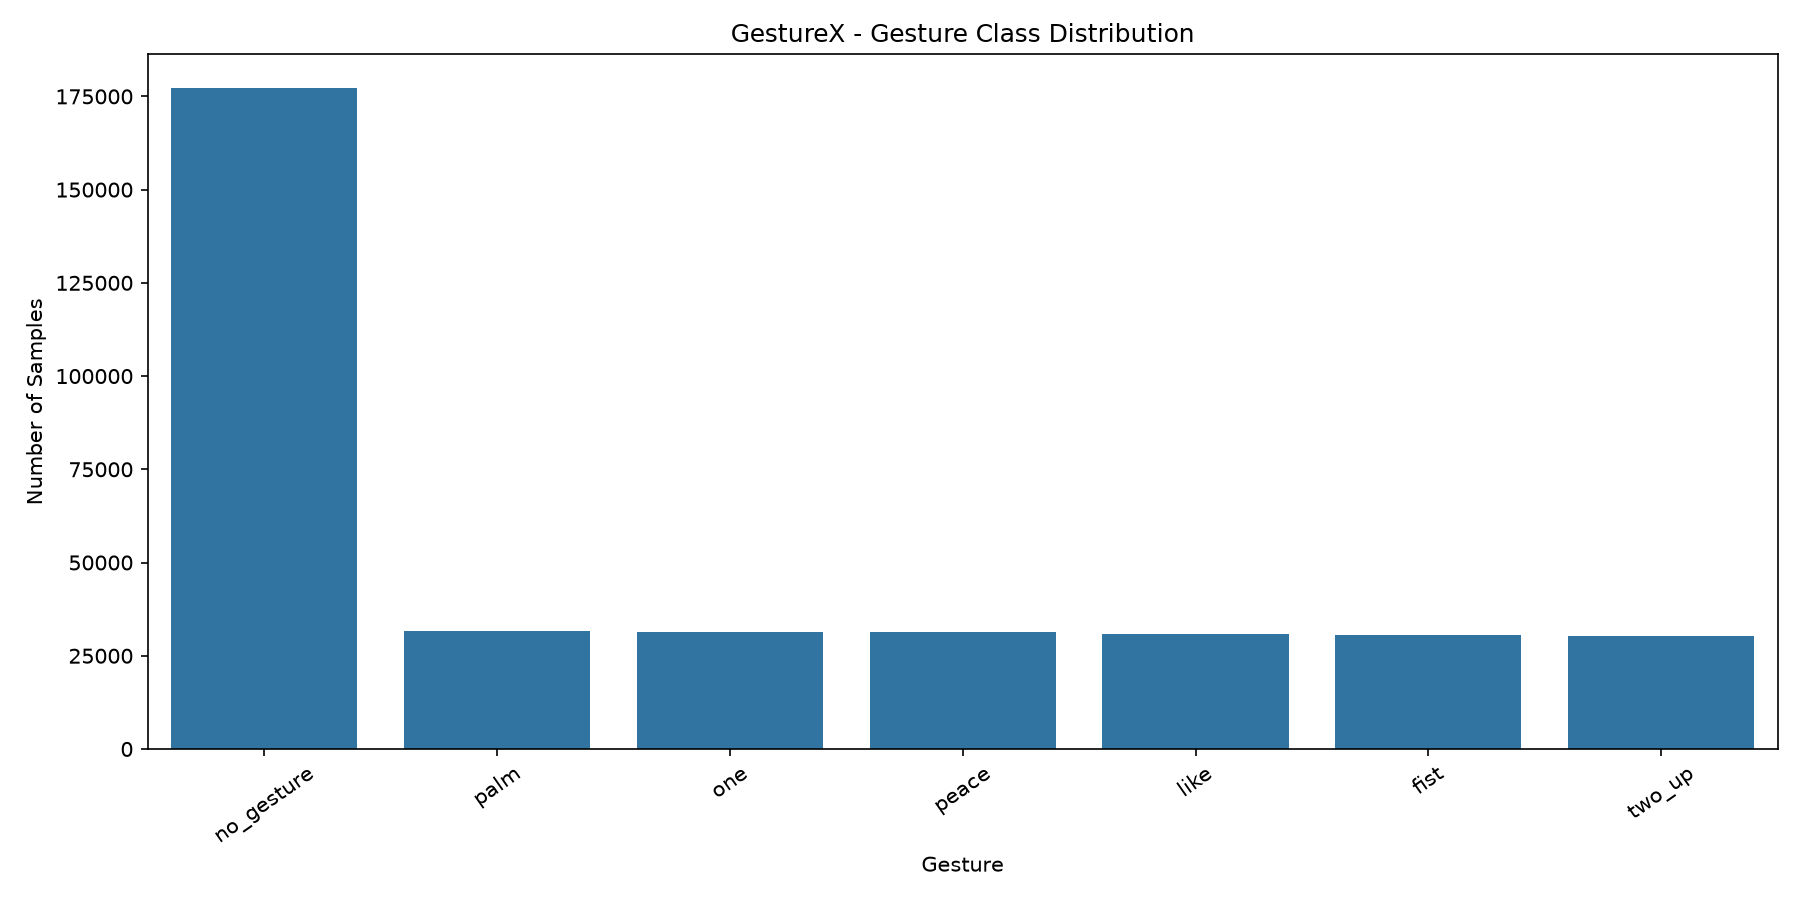 GestureX - Gesture Class Distribution
Number of Samples
175000
150000
125000
100000
75000
50000
25000
0
no_gesture
palm
one
peace
like
fist
two_up
Gesture